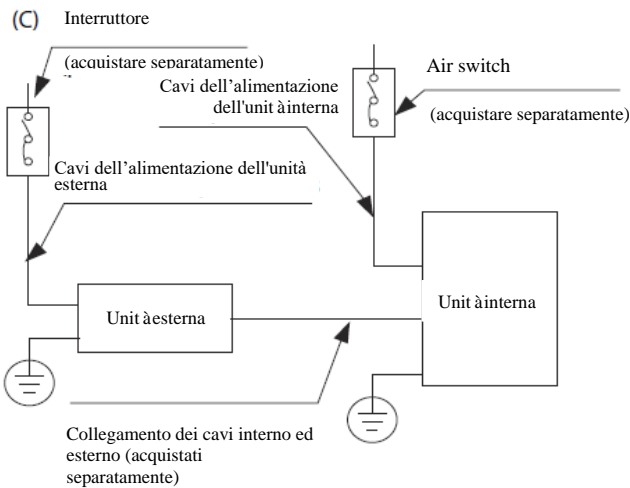 (C) Interruttore
(acquistare separatamente)
Cavi dell’alimentazione
dell'unit àinterna
Air switch
(acquistare separatamente)
Cavi dell’alimentazione dell'unità
esterna
Unit àesterna
Unit àinterna
Collegamento dei cavi interno ed
esterno (acquistati
separatamente)